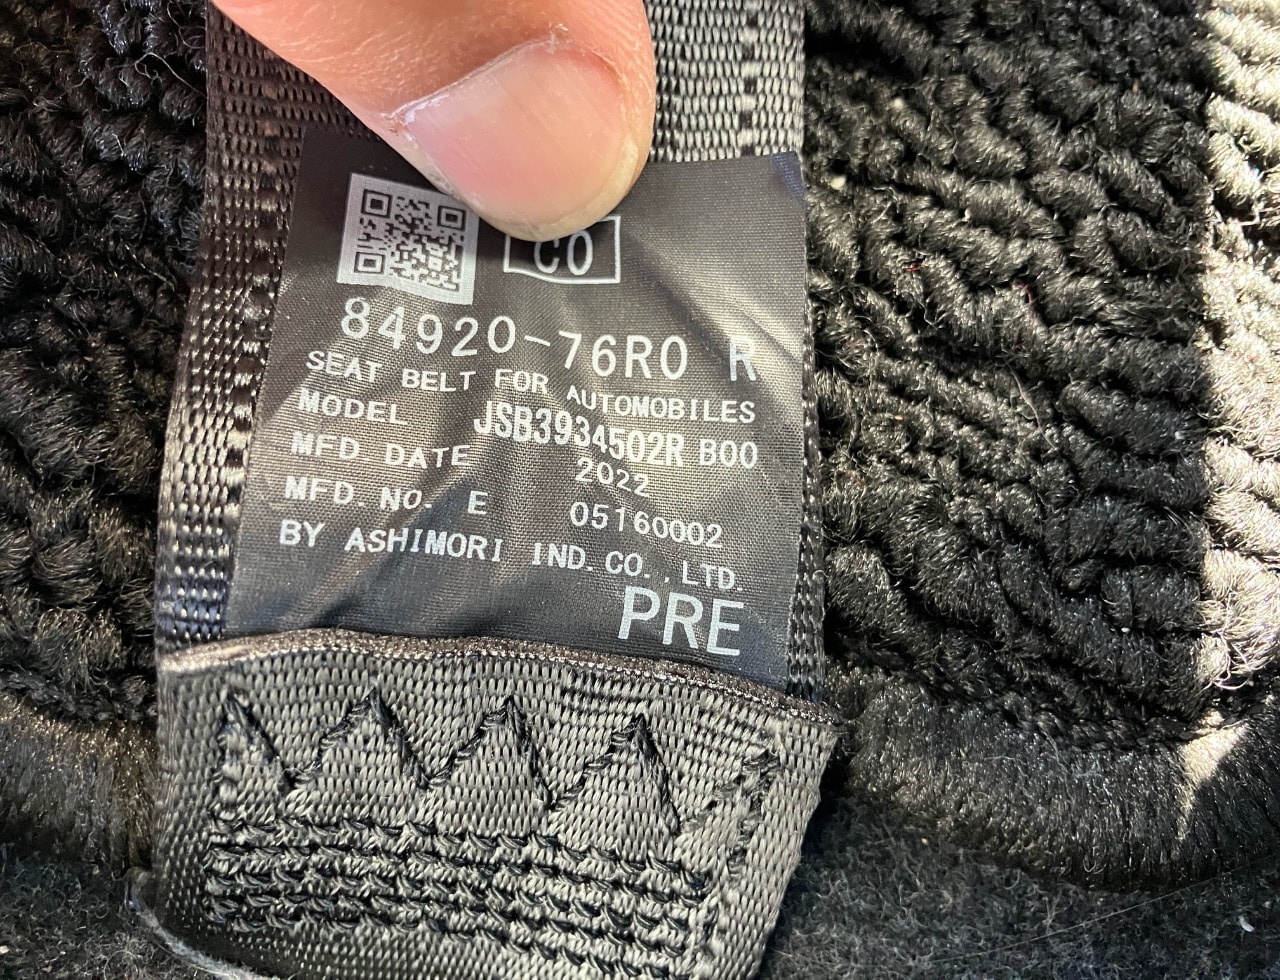 CO
84920-76R0 R
SEAT BELT FOR AUTOMOBILES
MODEL JSB3934502R B00
MFD DATE 2022
MFD. NO. E 05160002
BY ASHIMORI IND. CO., LTD.
PRE